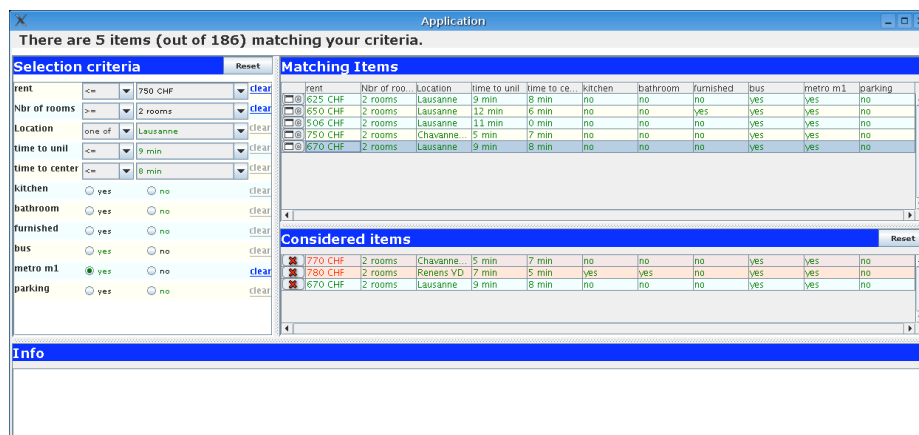 Application
There are 5 items (out of 186) matching your criteria.
Selection criteria Reset
rent <= 750 CHF clear
Nbr of rooms >= 2 rooms clear
Location one of Lausanne clear
time to unil <= 9 min clear
time to center <= 8 min clear
kitchen yes no clear
bathroom yes no clear
furnished yes no clear
bus yes no clear
metro m1 yes no clear
parking yes no clear
Matching Items
rent Nbr of roo... Location time to unil time to ce... kitchen bathroom furnished bus metro m1 parking
625 CHF 2 rooms Lausanne 9 min 8 min no no no yes yes no
650 CHF 2 rooms Lausanne 12 min 6 min no no yes yes yes no
506 CHF 2 rooms Lausanne 11 min 0 min no no no yes yes no
750 CHF 2 rooms Chavanne... 5 min 7 min no no no yes yes no
670 CHF 2 rooms Lausanne 9 min 8 min no no no yes yes no
Considered items Reset
770 CHF 2 rooms Chavanne... 5 min 7 min no no no yes yes no
780 CHF 2 rooms Renens VD 7 min 5 min yes yes no yes yes no
670 CHF 2 rooms Lausanne 9 min 8 min no no no yes yes no
Info